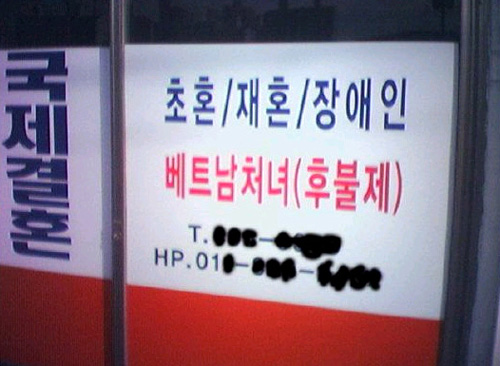 국제결혼
초혼/재혼/장애인
베트남처녀(후불제)
T.
HP.01